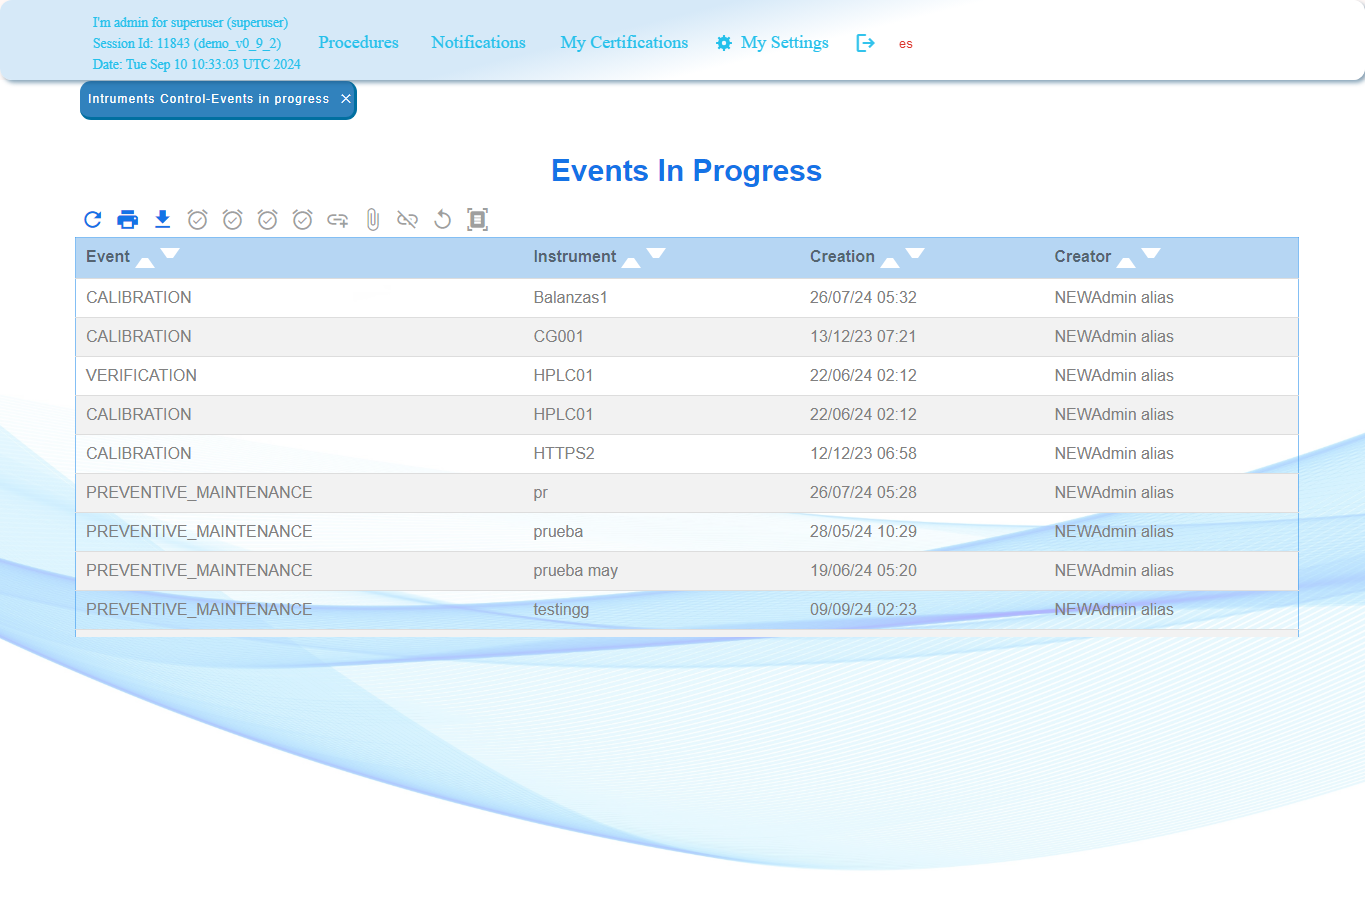 I'm admin for superuser (superuser)
Session Id: 11843 (demo_v0_9_2)
Date: Tue Sep 10 10:33:03 UTC 2024
Procedures Notifications My Certifications My Settings es
Intruments Control-Events in progress ×
Events In Progress
Event Instrument Creation Creator
CALIBRATION Balanzas1 26/07/24 05:32 NEWAdmin alias
CALIBRATION CG001 13/12/23 07:21 NEWAdmin alias
VERIFICATION HPLC01 22/06/24 02:12 NEWAdmin alias
CALIBRATION HPLC01 22/06/24 02:12 NEWAdmin alias
CALIBRATION HTTPS2 12/12/23 06:58 NEWAdmin alias
PREVENTIVE_MAINTENANCE pr 26/07/24 05:28 NEWAdmin alias
PREVENTIVE_MAINTENANCE prueba 28/05/24 10:29 NEWAdmin alias
PREVENTIVE_MAINTENANCE prueba may 19/06/24 05:20 NEWAdmin alias
PREVENTIVE_MAINTENANCE testingg 09/09/24 02:23 NEWAdmin alias